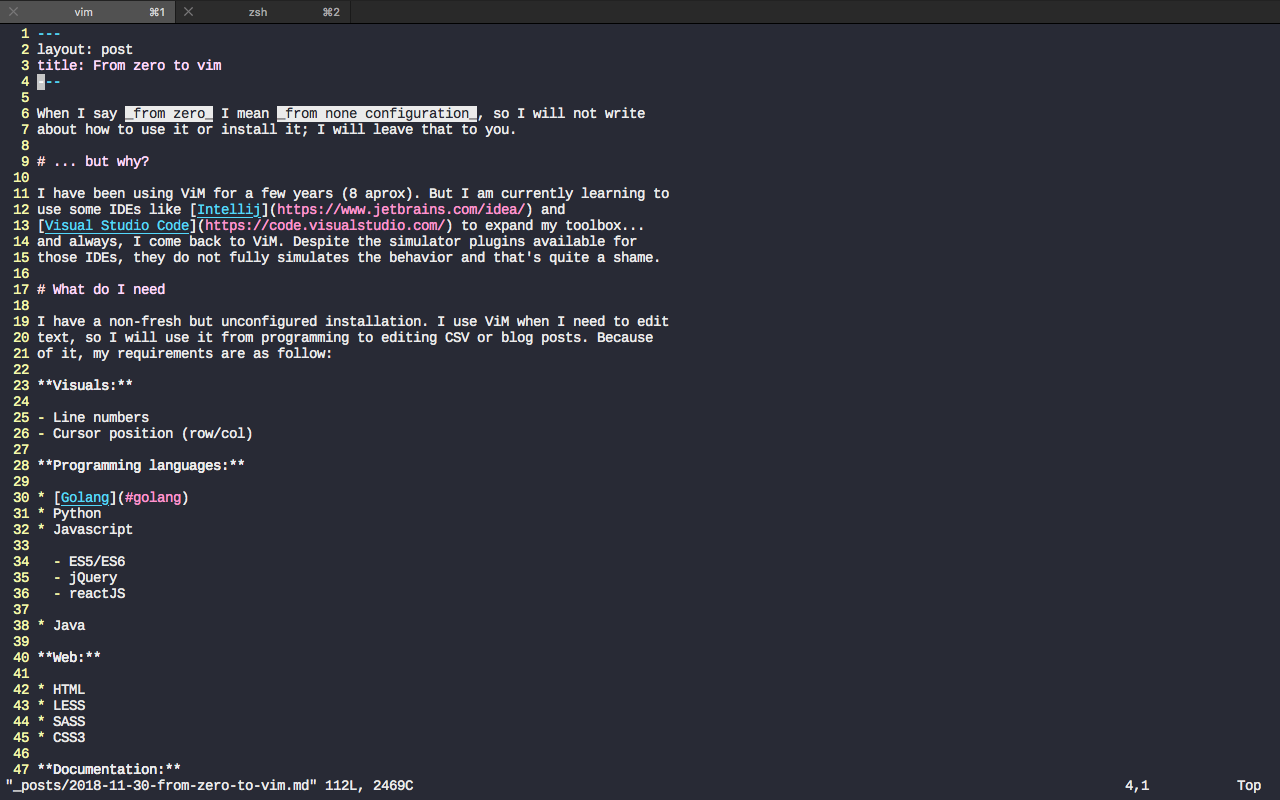 vim ⌘1 zsh ⌘2
1 ---
2 layout: post
3 title: From zero to vim
4 ---
5
6 When I say _from zero_ I mean _from none configuration_, so I will not write
7 about how to use it or install it; I will leave that to you.
8
9 # ... but why?
10
11 I have been using ViM for a few years (8 aprox). But I am currently learning to
12 use some IDEs like [Intellij](https://www.jetbrains.com/idea/) and
13 [Visual Studio Code](https://code.visualstudio.com/) to expand my toolbox...
14 and always, I come back to ViM. Despite the simulator plugins available for
15 those IDEs, they do not fully simulates the behavior and that's quite a shame.
16
17 # What do I need
18
19 I have a non-fresh but unconfigured installation. I use ViM when I need to edit
20 text, so I will use it from programming to editing CSV or blog posts. Because
21 of it, my requirements are as follow:
22
23 **Visuals:**
24
25 - Line numbers
26 - Cursor position (row/col)
27
28 **Programming languages:**
29
30 * [Golang](#golang)
31 * Python
32 * Javascript
33
34   - ES5/ES6
35   - jQuery
36   - reactJS
37
38 * Java
39
40 **Web:**
41
42 * HTML
43 * LESS
44 * SASS
45 * CSS3
46
47 **Documentation:**
"_posts/2018-11-30-from-zero-to-vim.md" 112L, 2469C 4,1 Top